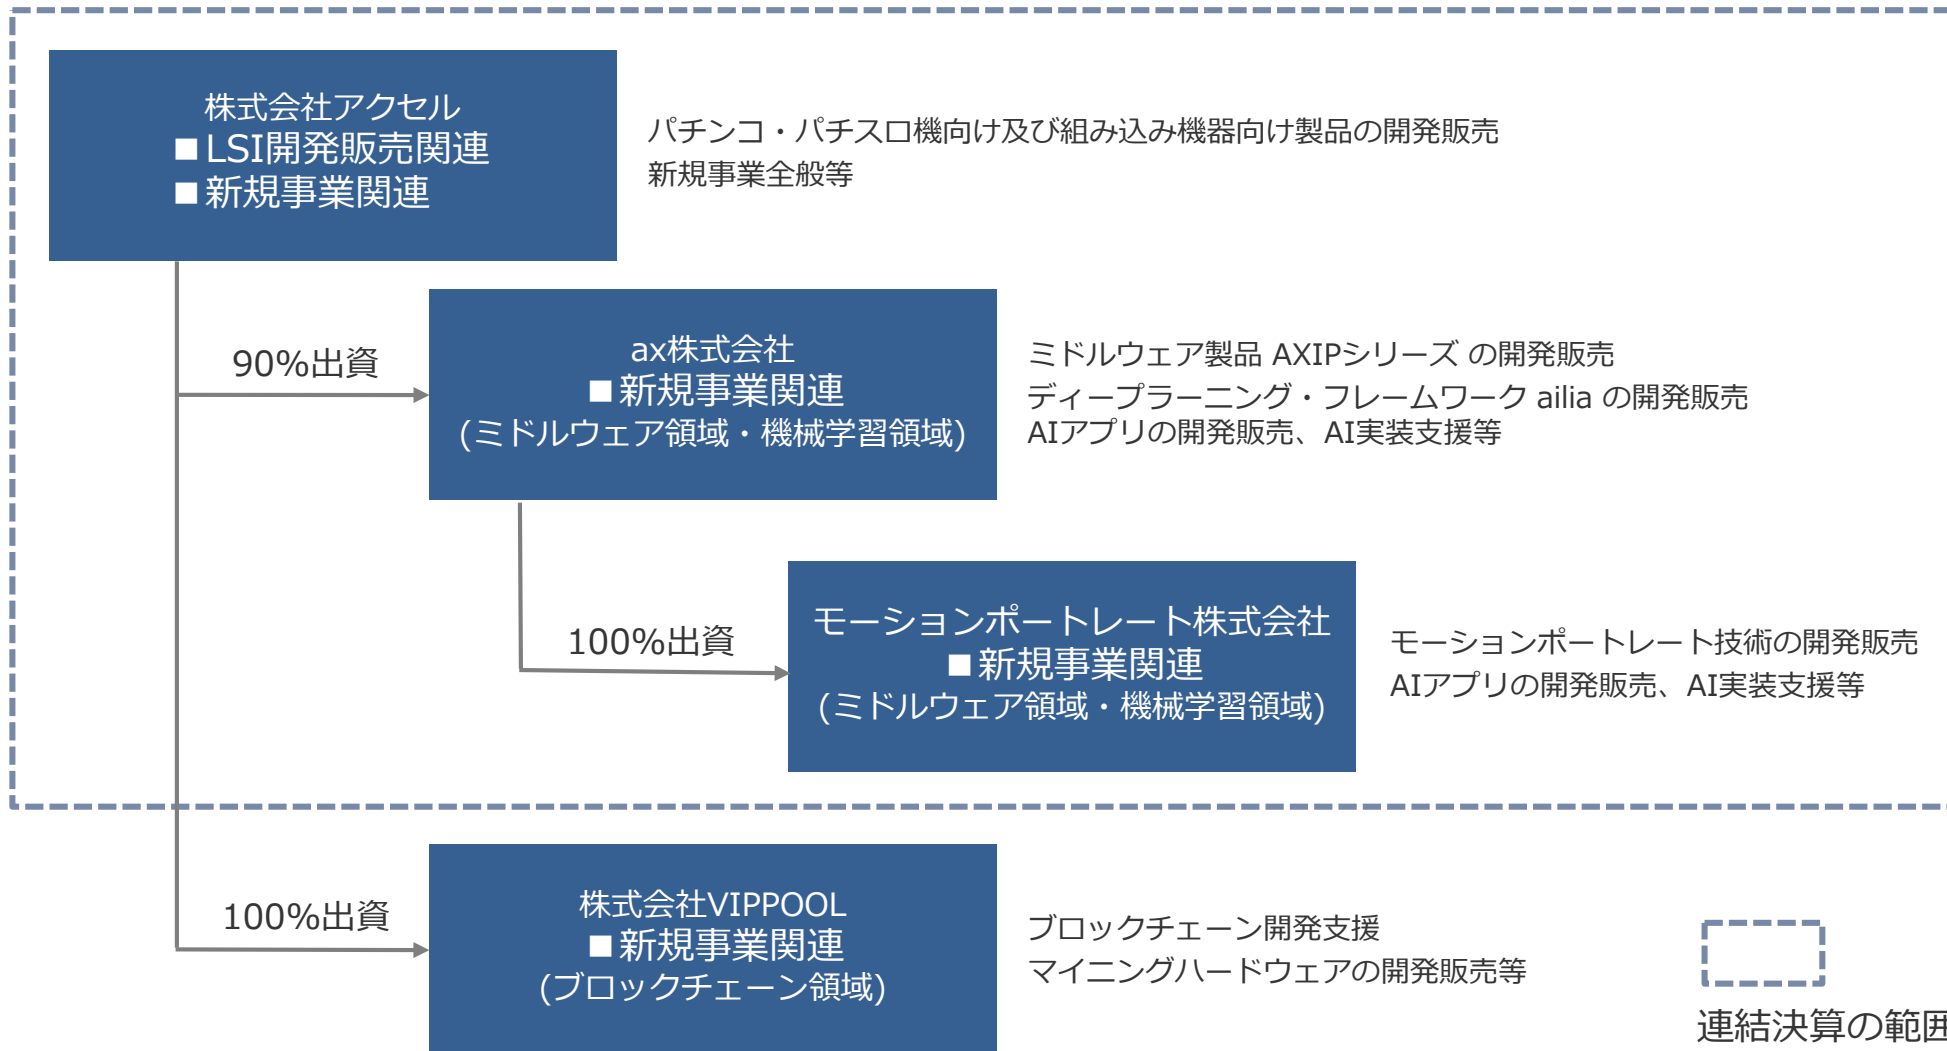 株式会社アクセル
■LSI開発販売関連
■新規事業関連
パチンコ・パチスロ機向け及び組み込み機器向け製品の開発販売
新規事業全般等
90%出資
ax株式会社
■新規事業関連
(ミドルウェア領域・機械学習領域)
ミドルウェア製品 AXIPシリーズ の開発販売
ディープラーニング・フレームワーク ailia の開発販売
AIアプリの開発販売、AI実装支援等
100%出資
モーションポートレート株式会社
■新規事業関連
(ミドルウェア領域・機械学習領域)
モーションポートレート技術の開発販売
AIアプリの開発販売、AI実装支援等
100%出資
株式会社VIPPOOL
■新規事業関連
(ブロックチェーン領域)
ブロックチェーン開発支援
マイニングハードウェアの開発販売等
連結決算の範囲